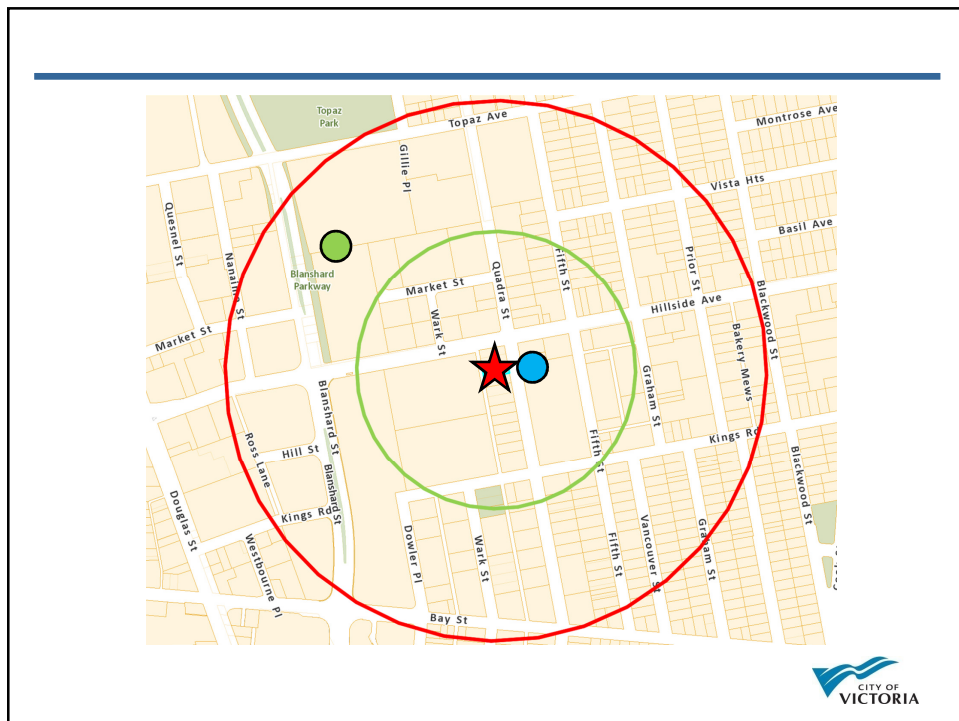 Topaz
Park
Topaz Ave
Montrose Ave
Gillie Pl
Vista Hts
Quesnel St
Basil Ave
Nanaimo St
Blanshard
Parkway
Quadra St
Fifth St
Prior St
Market St
Hillside Ave
Blackwood St
Market St
Wark St
Bakery Mews
Graham St
Blanshard St
Kings Rd
Ross Lane
Hill St
Fifth St
Blackwood St
Blanshard St
Douglas St
Kings Rd
Westbourne Pl
Dowler Pl
Wark St
Fifth St
Vancouver St
Graham St
Bay St
CITY OF
VICTORIA